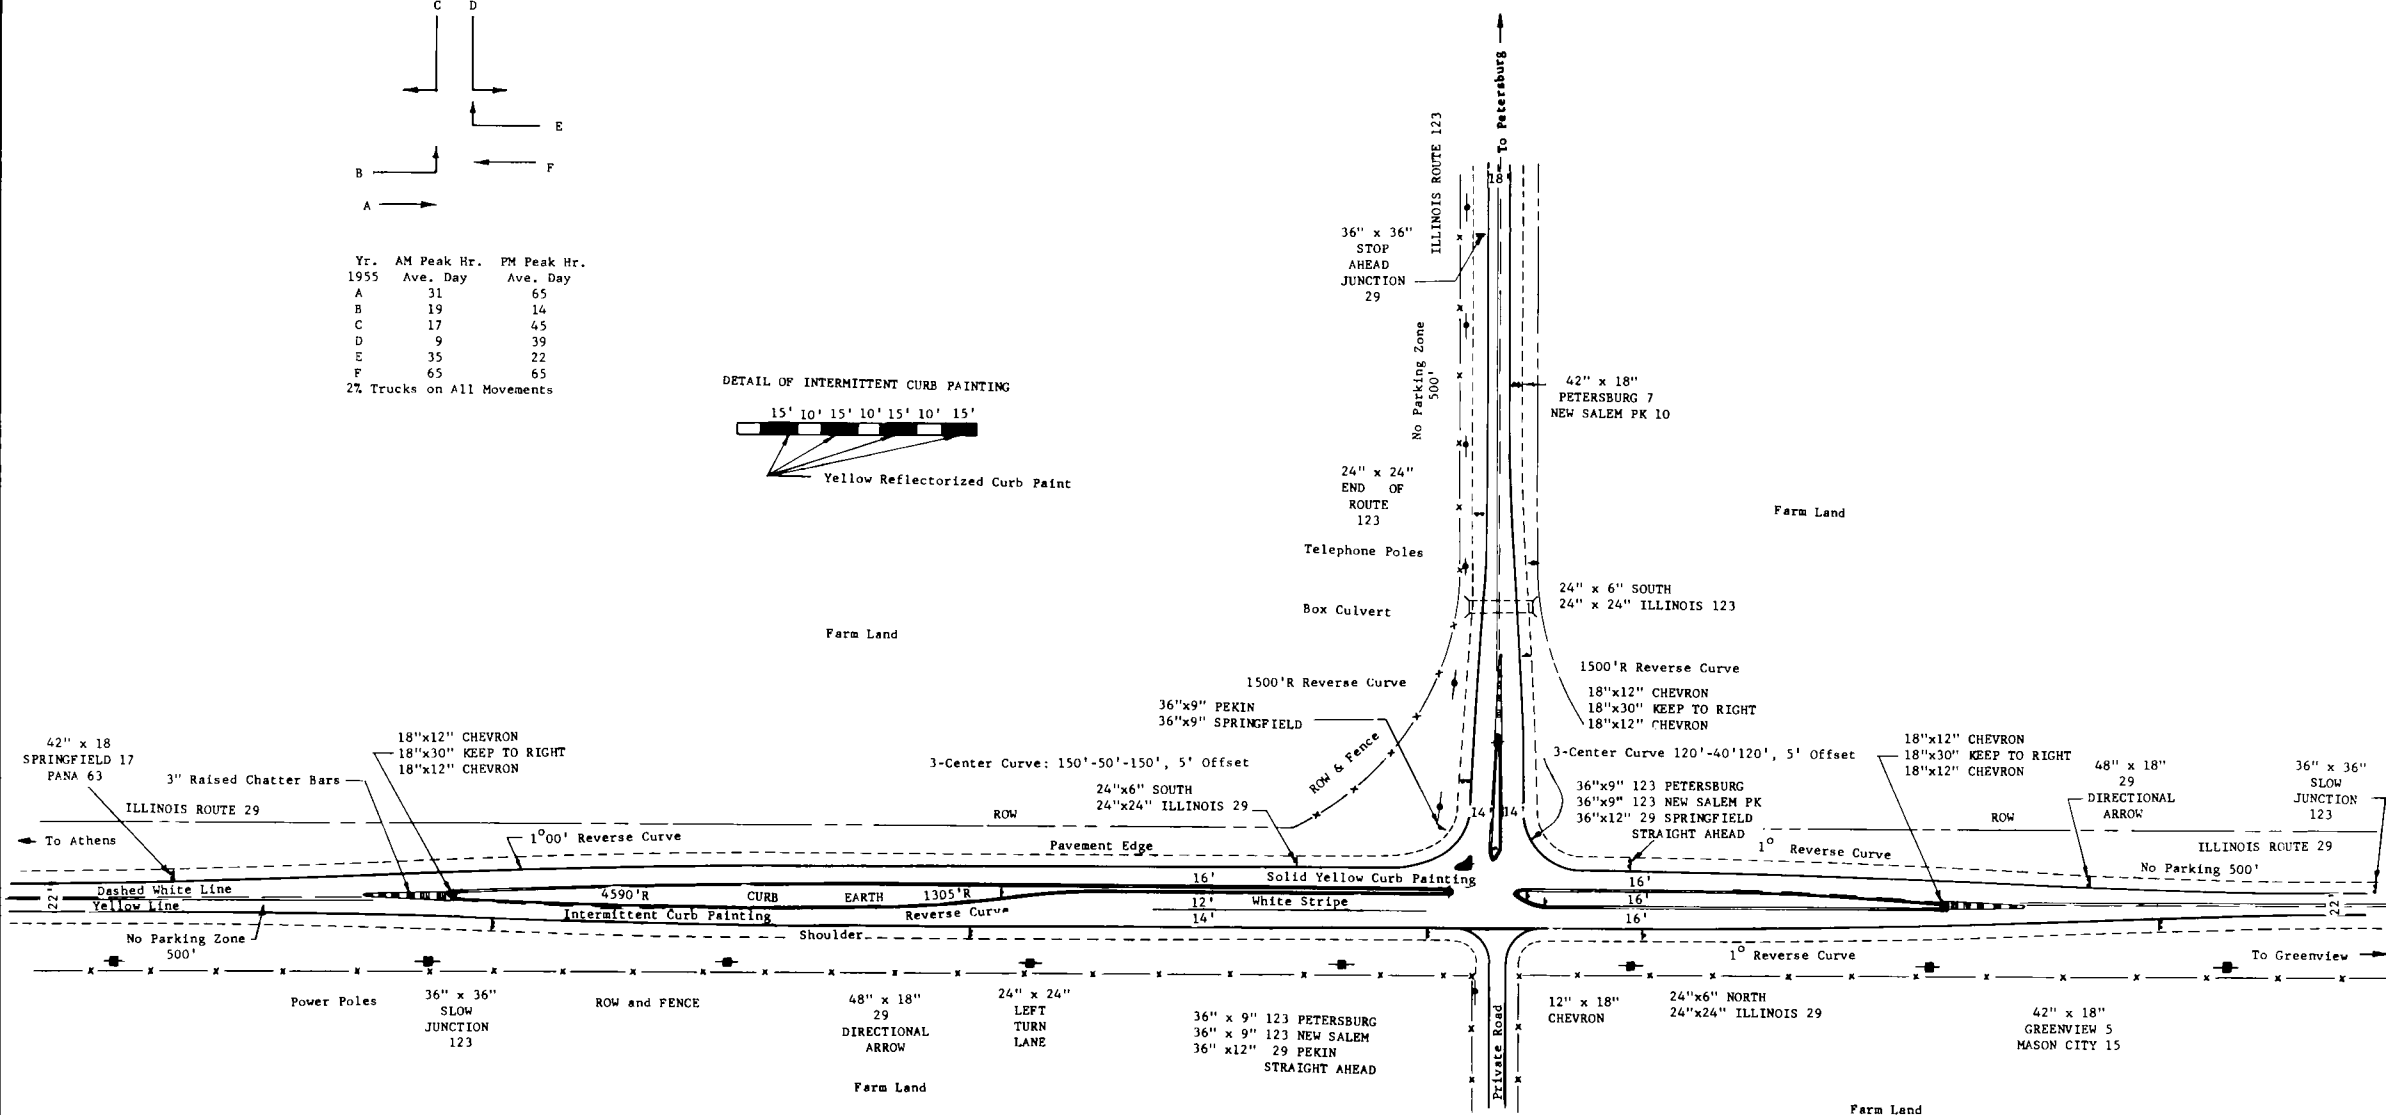 C D
E
B
F
A
Yr. AM Peak Hr. PM Peak Hr.
1955 Ave. Day Ave. Day
A 31 65
B 19 14
C 17 45
D 9 39
E 35 22
F 65 65
2% Trucks on All Movements
DETAIL OF INTERMITTENT CURB PAINTING
15' 10' 15' 10' 15' 10' 15'
Yellow Reflectorized Curb Paint
To Petersburg
ILLINOIS ROUTE 123
18'
36" x 36"
STOP
AHEAD
JUNCTION
29
No Parking Zone
500'
42" x 18"
PETERSBURG 7
NEW SALEM PK 10
24" x 24"
END OF
ROUTE
123
Farm Land
Telephone Poles
24" x 6" SOUTH
24" x 24" ILLINOIS 123
Box Culvert
Farm Land
1500'R Reverse Curve
1500'R Reverse Curve
18"x12" CHEVRON
18"x30" KEEP TO RIGHT
18"x12" CHEVRON
36"x9" PEKIN
36"x9" SPRINGFIELD
ROW & Fence
42" x 18
SPRINGFIELD 17
PANA 63
18"x12" CHEVRON
18"x30" KEEP TO RIGHT
18"x12" CHEVRON
3" Raised Chatter Bars
3-Center Curve: 150'-50'-150', 5' Offset
3-Center Curve 120'-40'120', 5' Offset
18"x12" CHEVRON
18"x30" KEEP TO RIGHT
18"x12" CHEVRON
48" x 18"
29
DIRECTIONAL
ARROW
36" x 36"
SLOW
JUNCTION
123
24"x6" SOUTH
24"x24" ILLINOIS 29
36"x9" 123 PETERSBURG
36"x9" 123 NEW SALEM PK
36"x12" 29 SPRINGFIELD
STRAIGHT AHEAD
ILLINOIS ROUTE 29
ROW
14' 14'
ROW
To Athens
1°00' Reverse Curve
Pavement Edge
1° Reverse Curve
ILLINOIS ROUTE 29
No Parking 500'
22'
Dashed White Line
Yellow Line
16'
Solid Yellow Curb Painting
4590'R CURB EARTH 1305'R
12'
White Stripe
Intermittent Curb Painting
Reverse Curve
14'
16'
16'
16'
22'
No Parking Zone
500'
Shoulder
1° Reverse Curve
To Greenview
Power Poles
36" x 36"
SLOW
JUNCTION
123
ROW and FENCE
48" x 18"
29
DIRECTIONAL
ARROW
24" x 24"
LEFT
TURN
LANE
36" x 9" 123 PETERSBURG
36" x 9" 123 NEW SALEM
36" x12" 29 PEKIN
STRAIGHT AHEAD
Private Road
12" x 18"
CHEVRON
24"x6" NORTH
24"x24" ILLINOIS 29
42" x 18"
GREENVIEW 5
MASON CITY 15
Farm Land
Farm Land